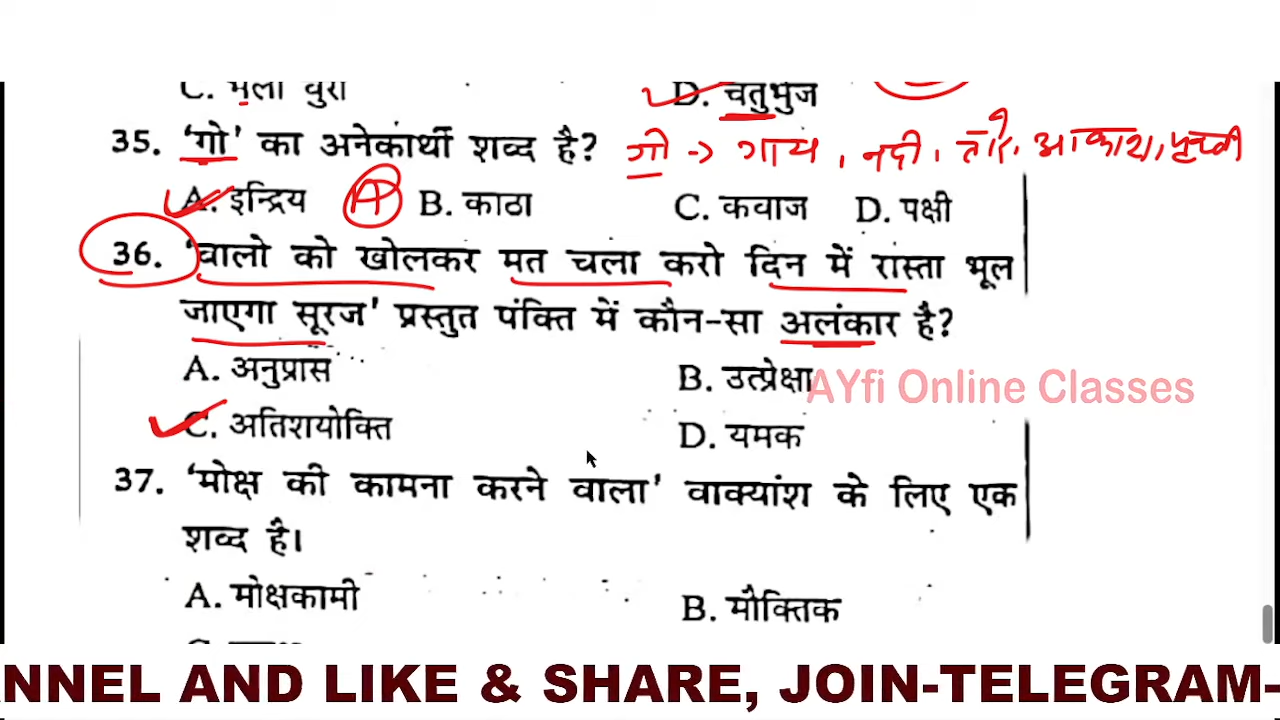 C. भला बुरा D. चतुर्भुज
35. 'गो' का अनेकार्थी शब्द है? गो -> गाय, नदी, तीर, आकाश, पृथ्वी
A. इन्द्रिय A B. काठा C. कवाज D. पक्षी
36. 'वालो को खोलकर मत चला करो दिन में रास्ता भूल
जाएगा सूरज' प्रस्तुत पंक्ति में कौन-सा अलंकार है?
A. अनुप्रास B. उत्प्रेक्षा
AYfi Online Classes
C. अतिशयोक्ति D. यमक
37. 'मोक्ष की कामना करने वाला' वाक्यांश के लिए एक
शब्द है।
A. मोक्षकामी B. मौक्तिक
NNEL AND LIKE & SHARE, JOIN-TELEGRAM-